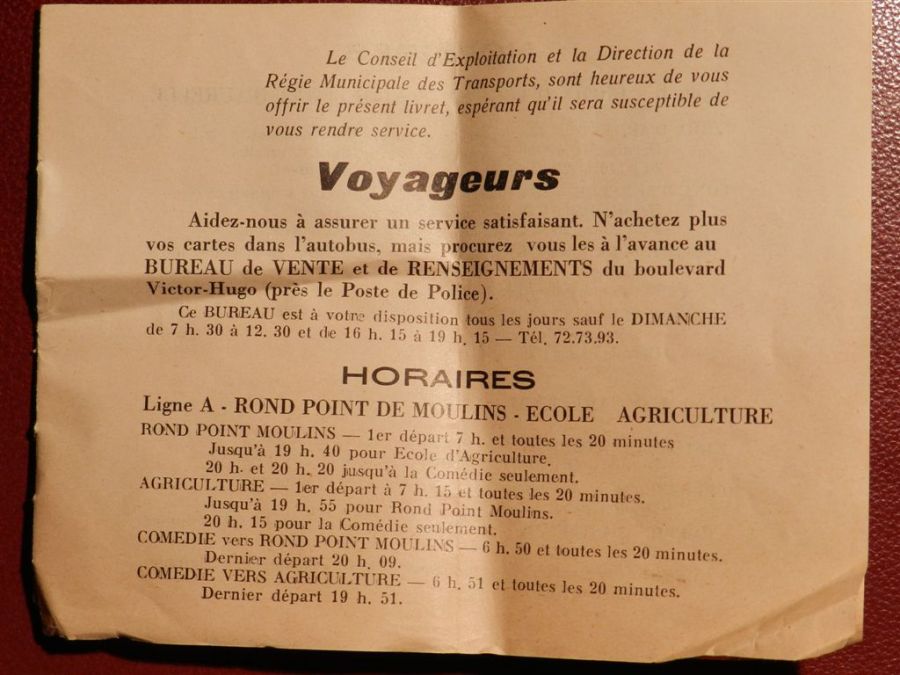 Le Conseil d'Exploitation et la Direction de la
Régie Municipale des Transports, sont heureux de vous
offrir le présent livret, espérant qu'il sera susceptible de
vous rendre service.
Voyageurs
Aidez-nous à assurer un service satisfaisant. N'achetez plus
vos cartes dans l'autobus, mais procurez vous les à l'avance au
BUREAU de VENTE et de RENSEIGNEMENTS du boulevard
Victor-Hugo (près le Poste de Police).
Ce BUREAU est à votre disposition tous les jours sauf le DIMANCHE
de 7 h. 30 à 12. 30 et de 16 h. 15 à 19 h. 15 — Tél. 72.73.93.
HORAIRES
Ligne A - ROND POINT DE MOULINS - ECOLE AGRICULTURE
ROND POINT MOULINS — 1er départ 7 h. et toutes les 20 minutes
Jusqu'à 19 h. 40 pour Ecole d'Agriculture.
20 h. et 20 h. 20 jusqu'à la Comédie seulement.
AGRICULTURE — 1er départ à 7 h. 15 et toutes les 20 minutes.
Jusqu'à 19 h. 55 pour Rond Point Moulins.
20 h. 15 pour la Comédie seulement.
COMEDIE vers ROND POINT MOULINS — 6 h. 50 et toutes les 20 minutes.
Dernier départ 20 h. 09.
COMEDIE VERS AGRICULTURE — 6 h. 51 et toutes les 20 minutes.
Dernier départ 19 h. 51.